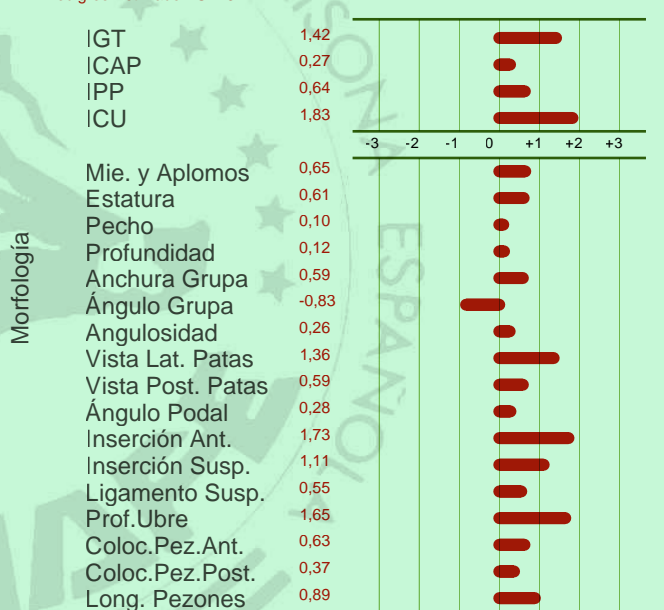 IGT 1,42
ICAP 0,27
IPP 0,64
ICU 1,83
-3 -2 -1 0 +1 +2 +3
Morfología
Mie. y Aplomos 0,65
Estatura 0,61
Pecho 0,10
Profundidad 0,12
Anchura Grupa 0,59
Ángulo Grupa -0,83
Angulosidad 0,26
Vista Lat. Patas 1,36
Vista Post. Patas 0,59
Ángulo Podal 0,28
Inserción Ant. 1,73
Inserción Susp. 1,11
Ligamento Susp. 0,55
Prof.Ubre 1,65
Coloc.Pez.Ant. 0,63
Coloc.Pez.Post. 0,37
Long. Pezones 0,89
ESPAÑOLA